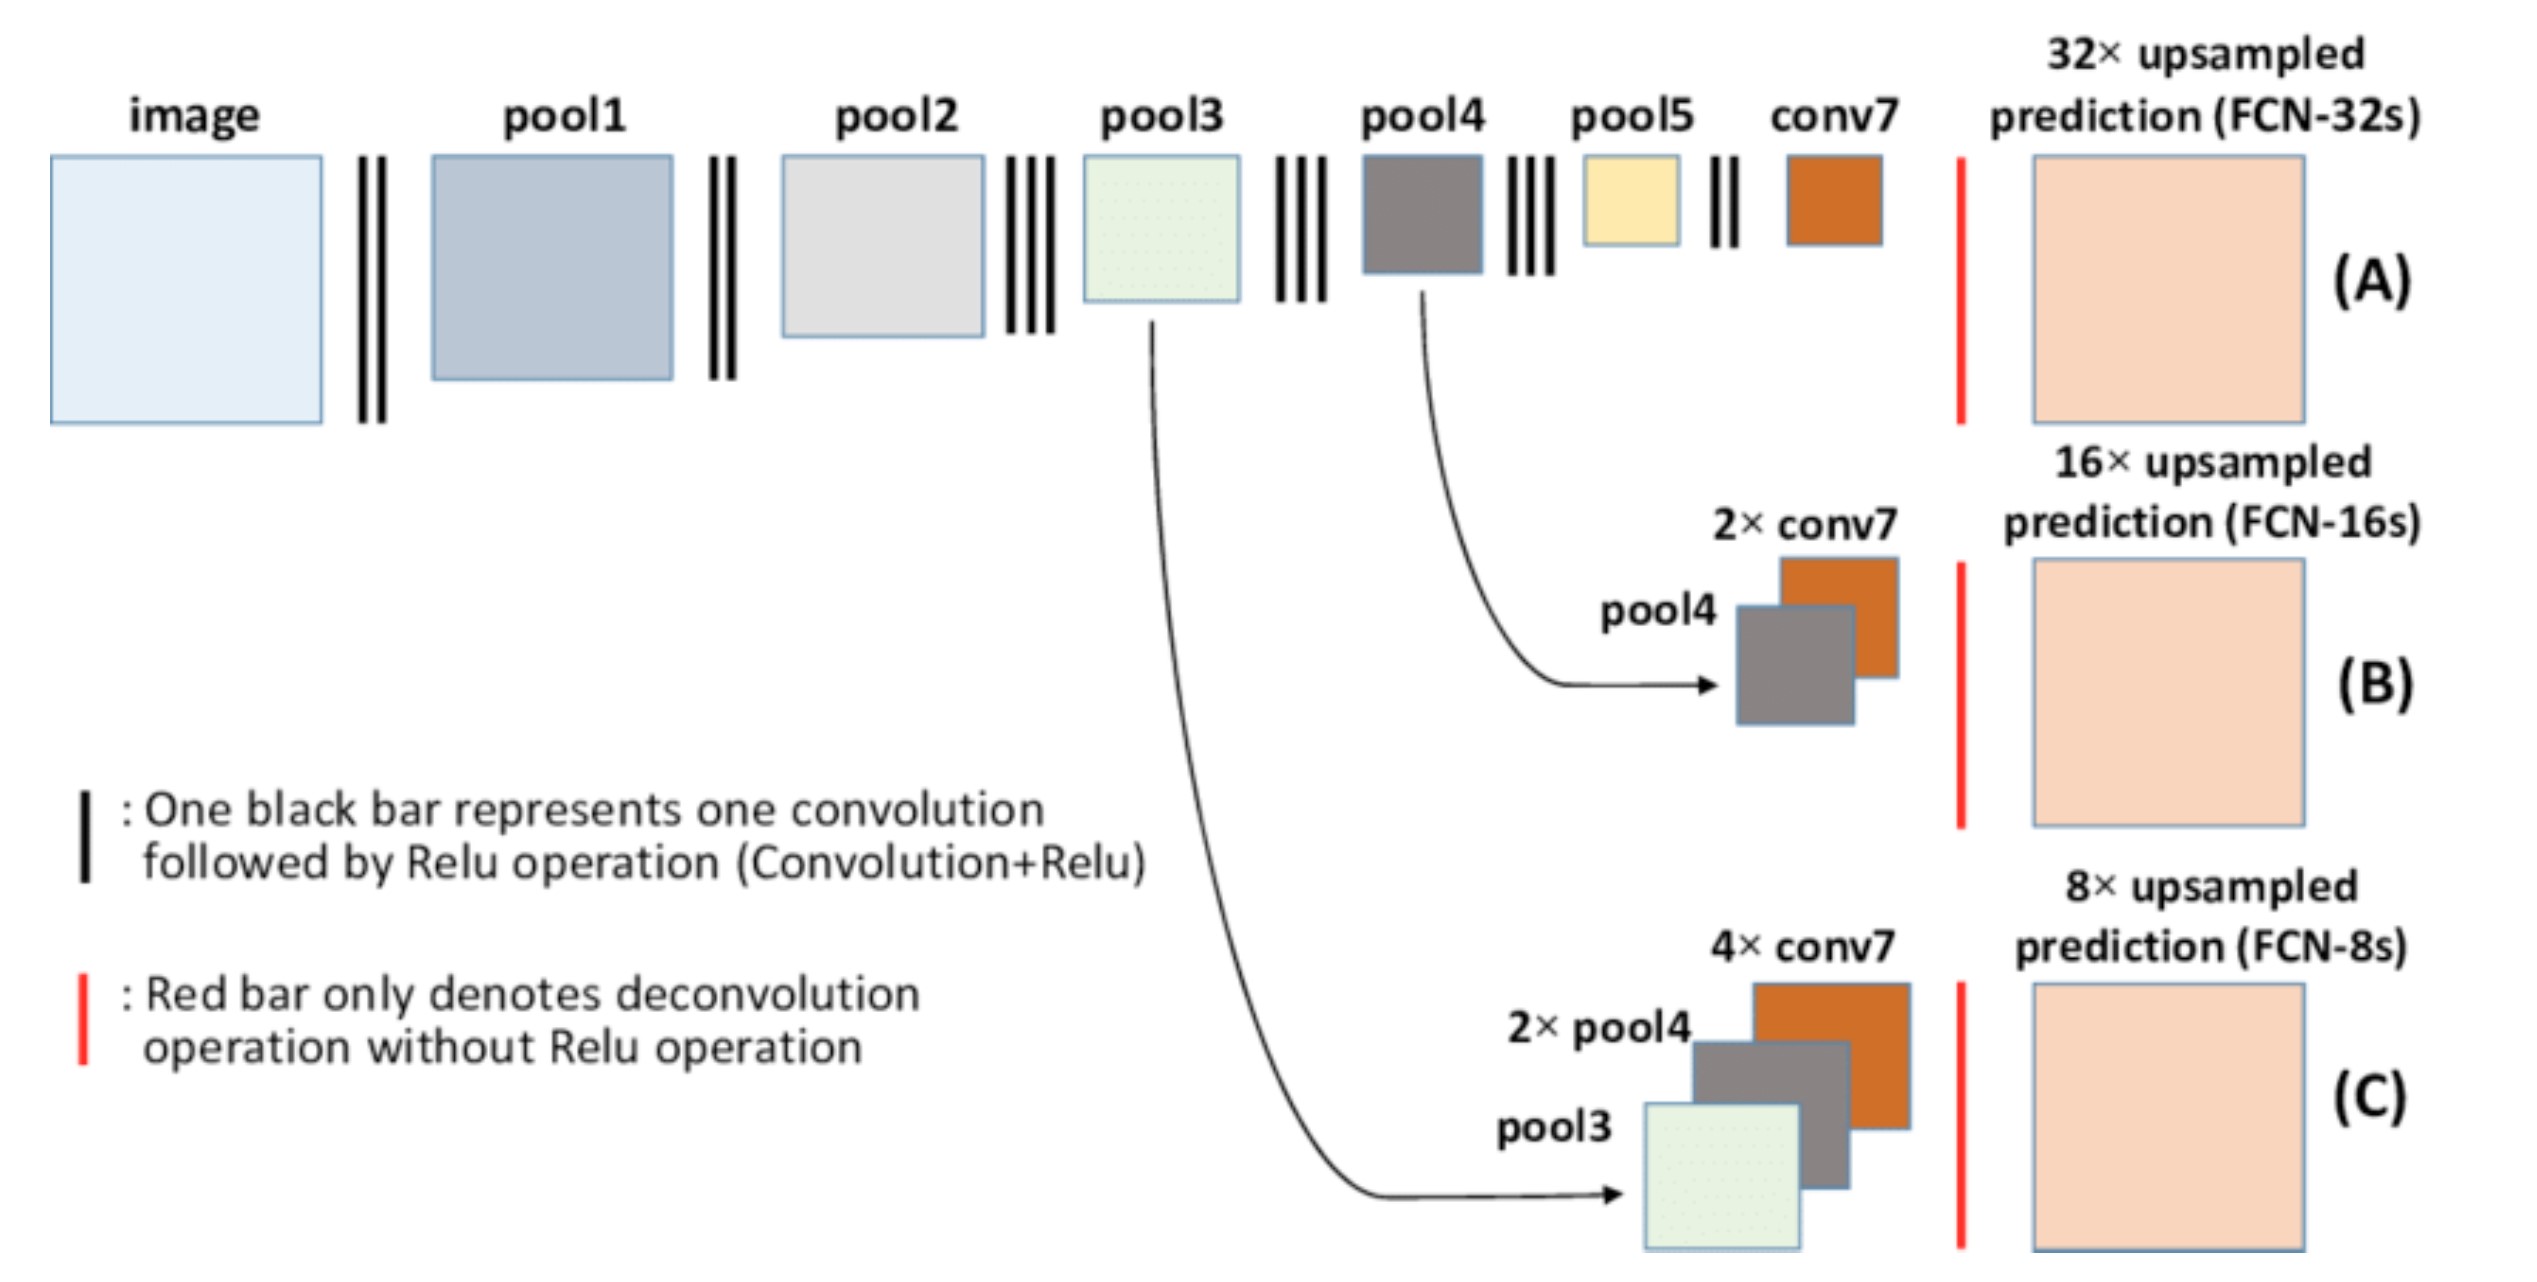 32× upsampled
image pool1 pool2 pool3 pool4 pool5 conv7 prediction (FCN-32s)
(A)
16× upsampled
2× conv7 prediction (FCN-16s)
pool4
(B)
: One black bar represents one convolution
followed by Relu operation (Convolution+Relu)
8× upsampled
4× conv7 prediction (FCN-8s)
: Red bar only denotes deconvolution
operation without Relu operation
2× pool4
pool3
(C)